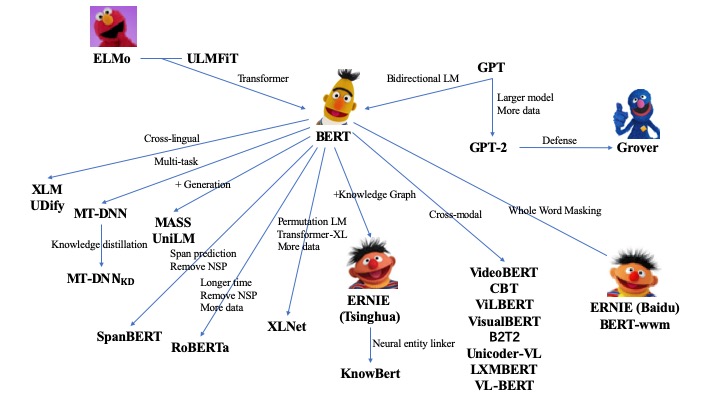 ELMo
ULMFiT
GPT
Transformer
Bidirectional LM
Larger model
More data
BERT
GPT-2
Defense
Grover
Cross-lingual
Multi-task
+ Generation
XLM
UDify
MT-DNN
MASS
UniLM
+Knowledge Graph
Cross-modal
Whole Word Masking
Permutation LM
Transformer-XL
More data
Knowledge distillation
MT-DNNKD
Span prediction
Remove NSP
Longer time
Remove NSP
More data
ERNIE
(Tsinghua)
VideoBERT
CBT
ViLBERT
VisualBERT
B2T2
Unicoder-VL
LXMBERT
VL-BERT
ERNIE (Baidu)
BERT-wwm
SpanBERT
RoBERTa
XLNet
Neural entity linker
KnowBert